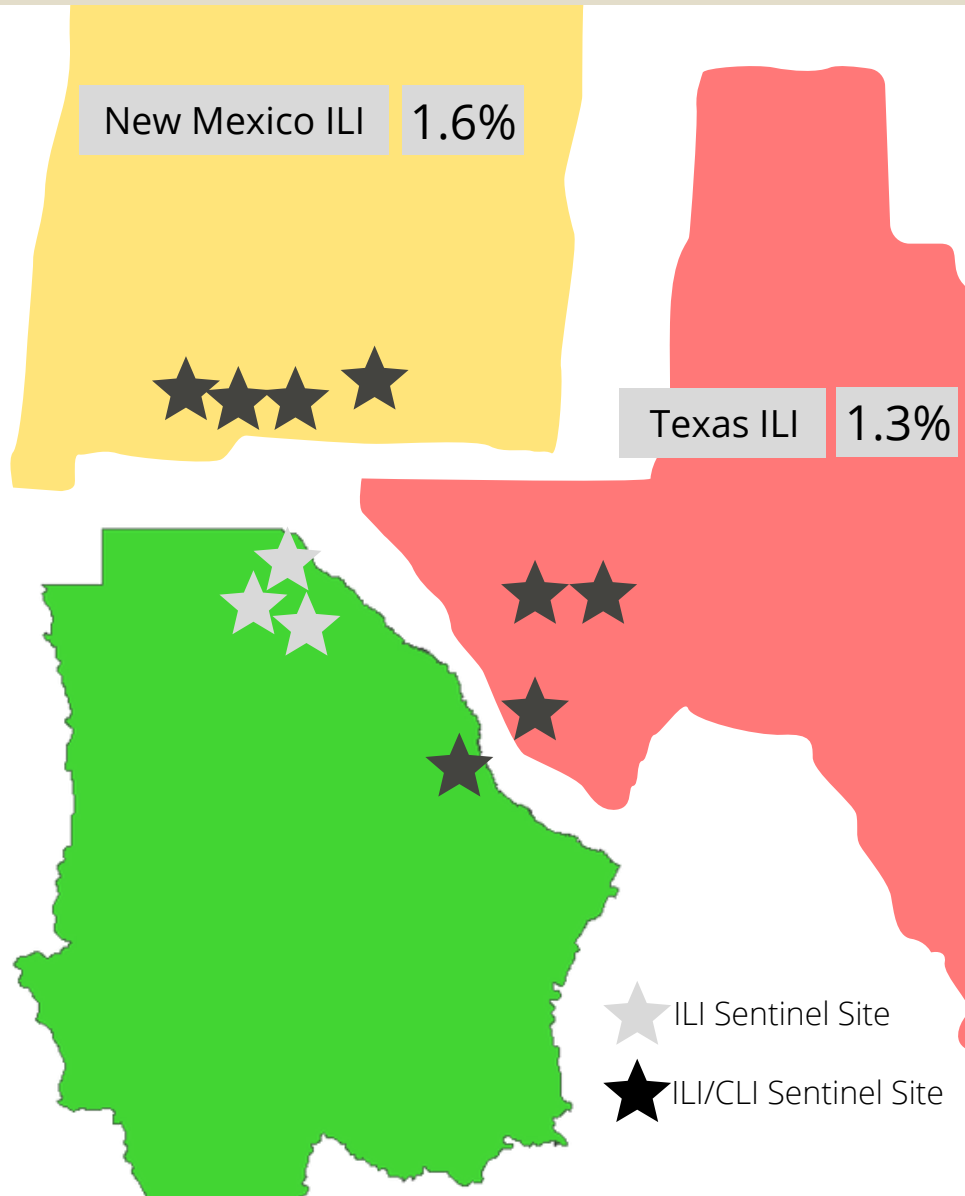 New Mexico ILI 1.6%
Texas ILI 1.3%
ILI Sentinel Site
ILI/CLI Sentinel Site